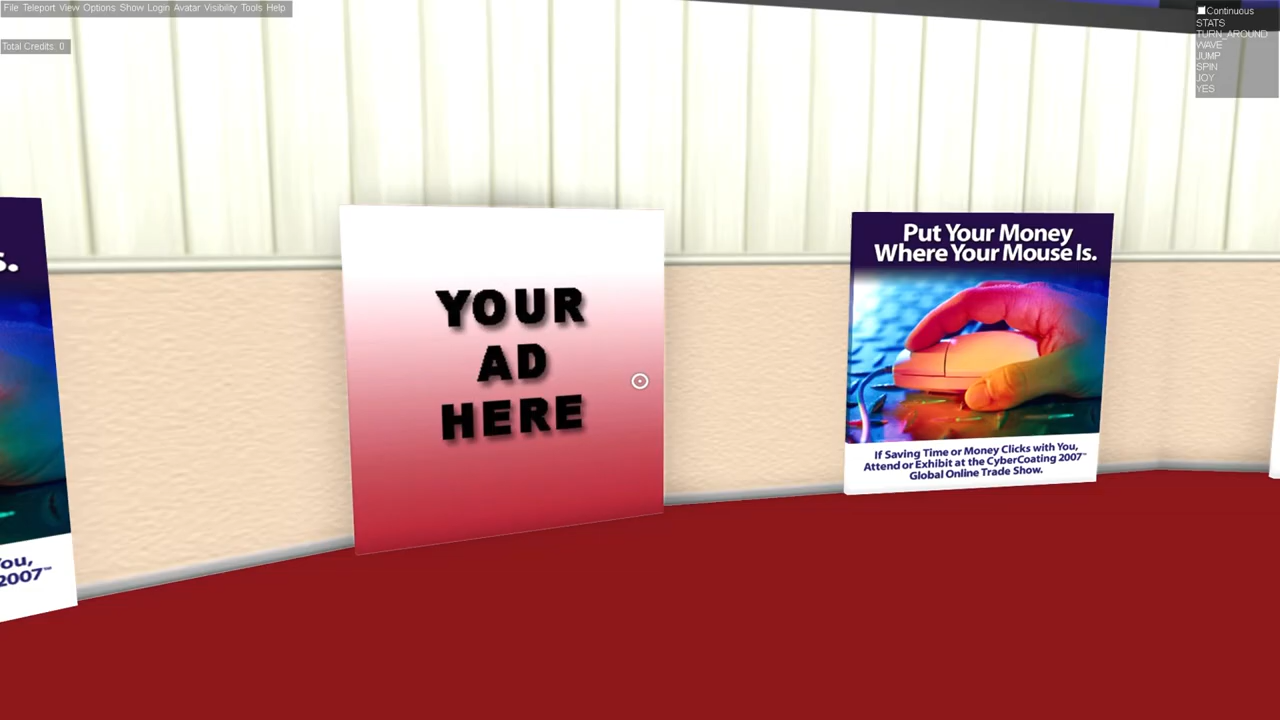 File Teleport View Options Show Login Avatar Visibility Tools Help
Total Credits: 0
Continuous
STATS
TURN_AROUND
WAVE
JUMP
SPIN
JOY
YES
s.
You,
2007™
YOUR
AD
HERE
Put Your Money
Where Your Mouse Is.
If Saving Time or Money Clicks with You,
Attend or Exhibit at the CyberCoating 2007™
Global Online Trade Show.